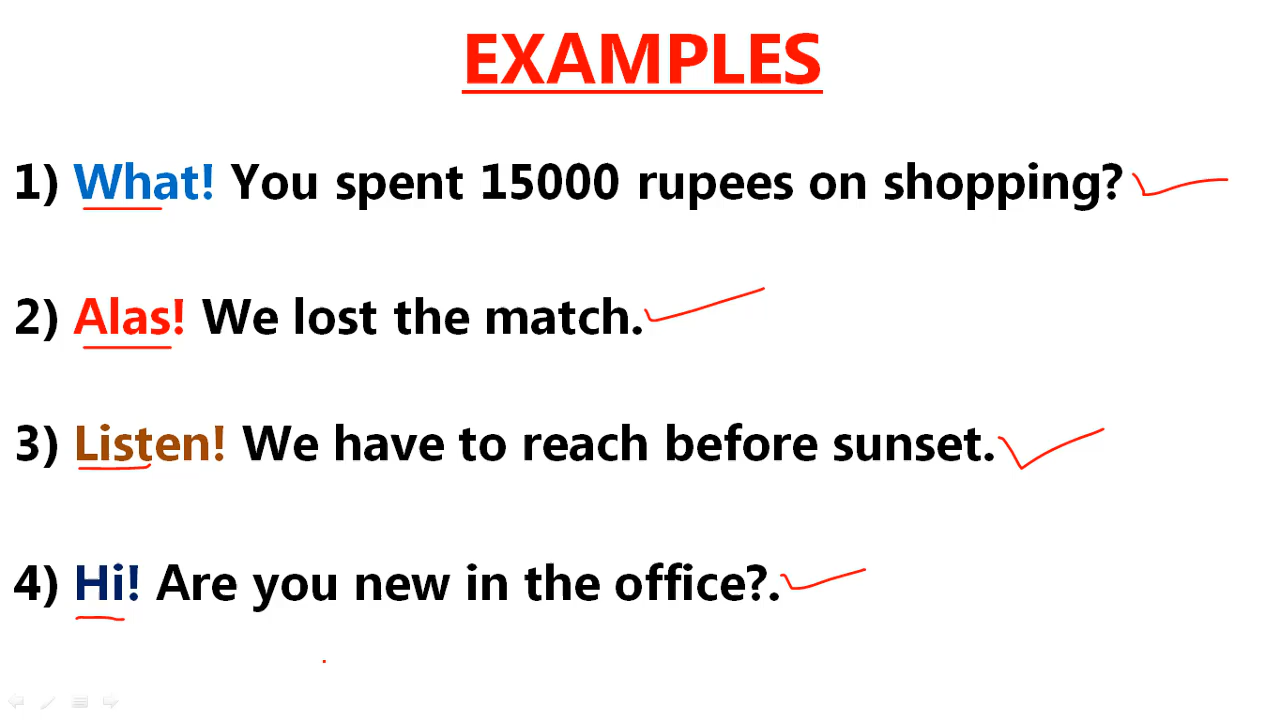 EXAMPLES
1) What! You spent 15000 rupees on shopping?
2) Alas! We lost the match.
3) Listen! We have to reach before sunset.
4) Hi! Are you new in the office?.